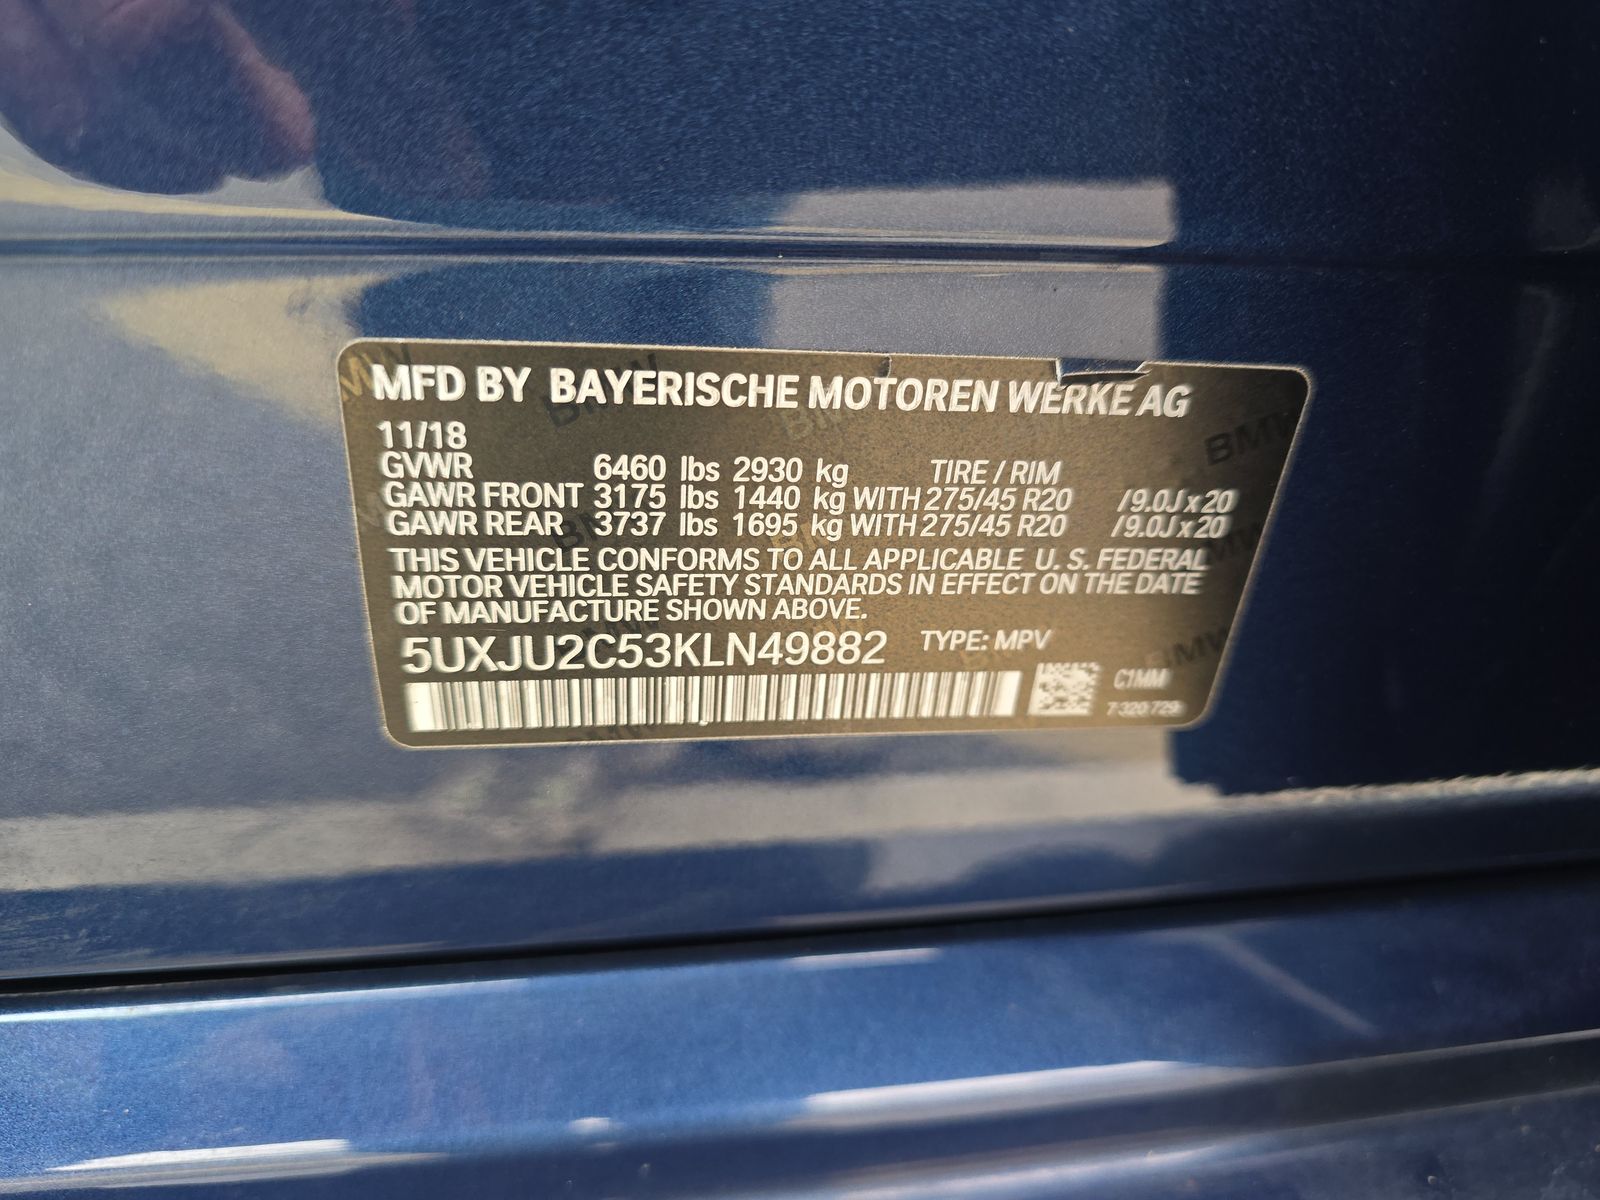 MFD BY BAYERISCHE MOTOREN WERKE AG
11/18
GVWR 6460 lbs 2930 kg TIRE / RIM
GAWR FRONT 3175 lbs 1440 kg WITH 275/45 R20 /9.0J x 20
GAWR REAR 3737 lbs 1695 kg WITH 275/45 R20 /9.0J x 20
THIS VEHICLE CONFORMS TO ALL APPLICABLE U. S. FEDERAL
MOTOR VEHICLE SAFETY STANDARDS IN EFFECT ON THE DATE
OF MANUFACTURE SHOWN ABOVE.
5UXJU2C53KLN49882 TYPE: MPV
C1MM
7 320 729